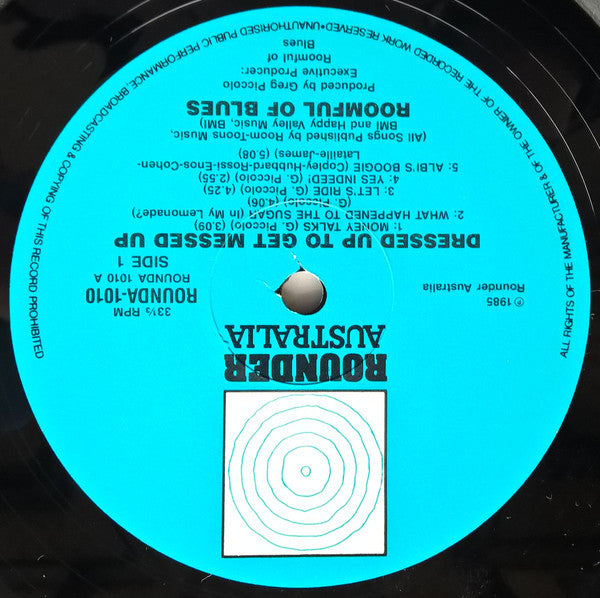 ROUNDER
AUSTRALIA
33⅓ RPM
ROUNDA-1010
ROUNDA 1010 A
SIDE 1
℗ 1985
Rounder Australia
DRESSED UP TO GET MESSED UP
1: MONEY TALKS (G. Piccolo) (3.09)
2: WHAT HAPPENED TO THE SUGAR (In My Lemonade?)
G. Piccolo) (4.06)
3: LET'S RIDE (G. Piccolo) (4.25)
4: YES INDEED! (G. Piccolo) (2.55)
5: ALBI'S BOOGIE (Copley-Hubbard-Rossi-Enos-Cohen-
Lataille-James) (5.08)
(All Songs Published by Room-Toons Music,
BMI and Happy Valley Music, BMI)
ROOMFUL OF BLUES
Produced by Greg Piccolo
Executive Producer:
Roomful of
Blues
ALL RIGHTS OF THE MANUFACTURER & OF THE OWNER OF THE RECORDED WORK RESERVED•UNAUTHORISED PUBLIC PERFORMANCE, BROADCASTING & COPYING OF THIS RECORD PROHIBITED